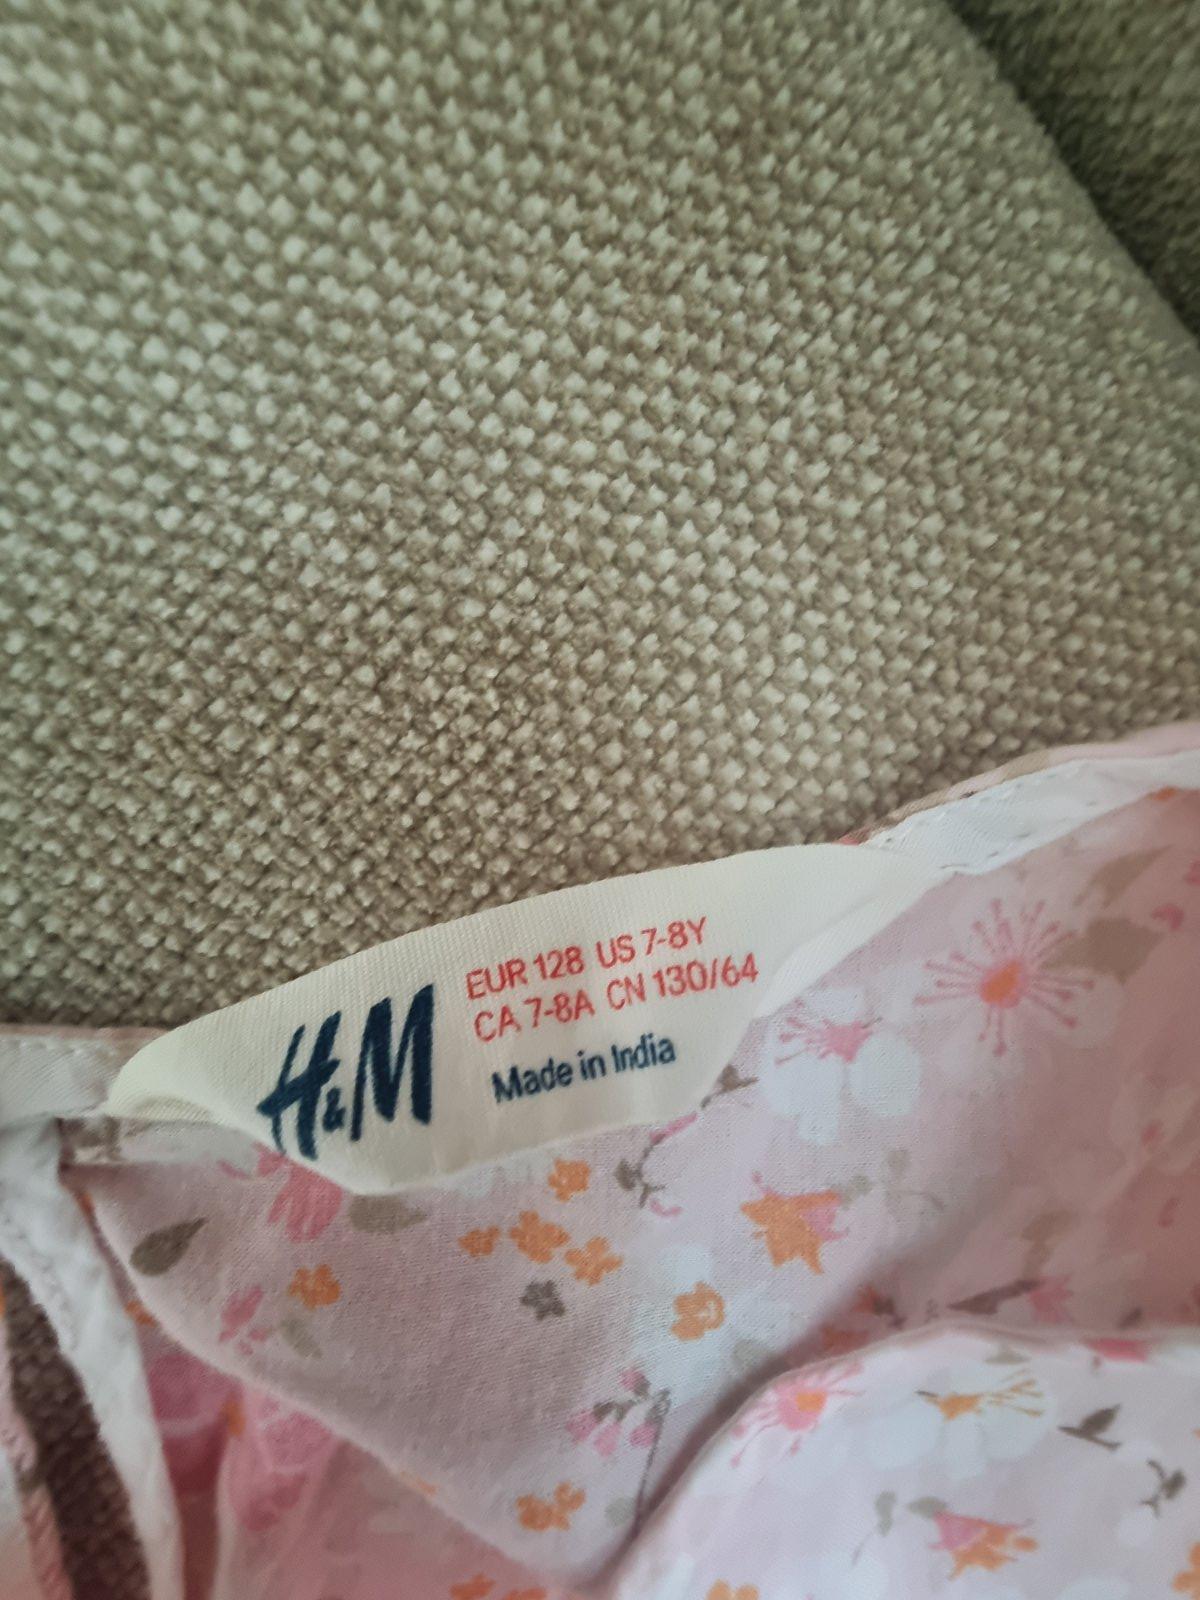 H&M
EUR 128 US 7-8Y
CA 7-8A CN 130/64
Made in India